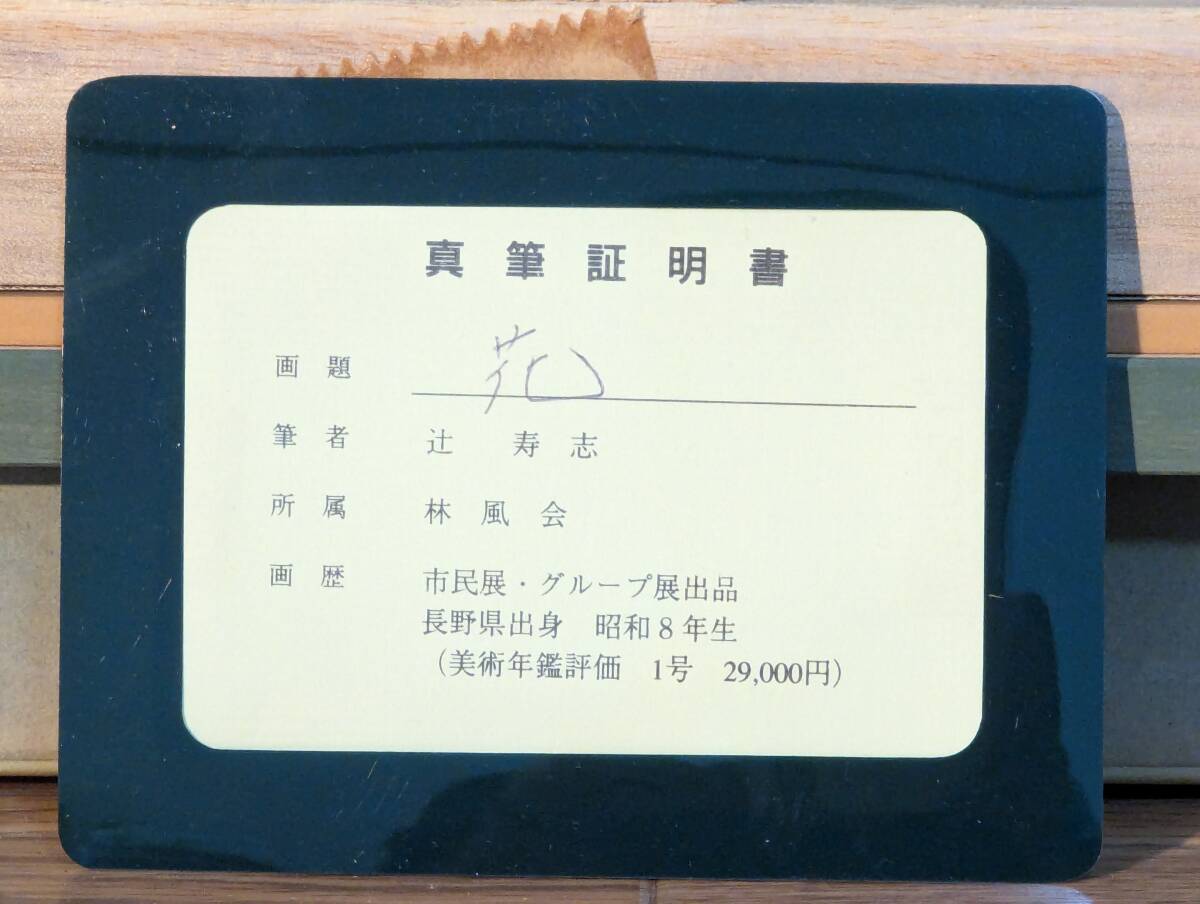 真筆証明書
画題 花
筆者 辻 寿志
所属 林風会
画歴 市民展・グループ展出品
長野県出身 昭和8年生
（美術年鑑評価 1号 29,000円）